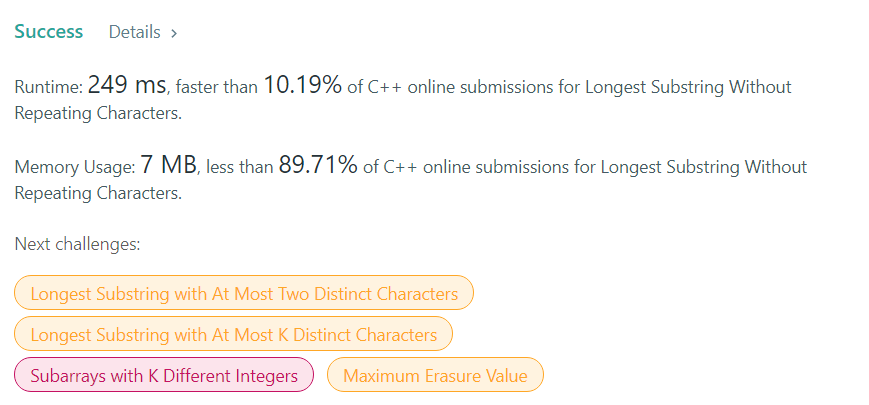 Success Details >
Runtime: 249 ms, faster than 10.19% of C++ online submissions for Longest Substring Without
Repeating Characters.
Memory Usage: 7 MB, less than 89.71% of C++ online submissions for Longest Substring Without
Repeating Characters.
Next challenges:
Longest Substring with At Most Two Distinct Characters
Longest Substring with At Most K Distinct Characters
Subarrays with K Different Integers Maximum Erasure Value